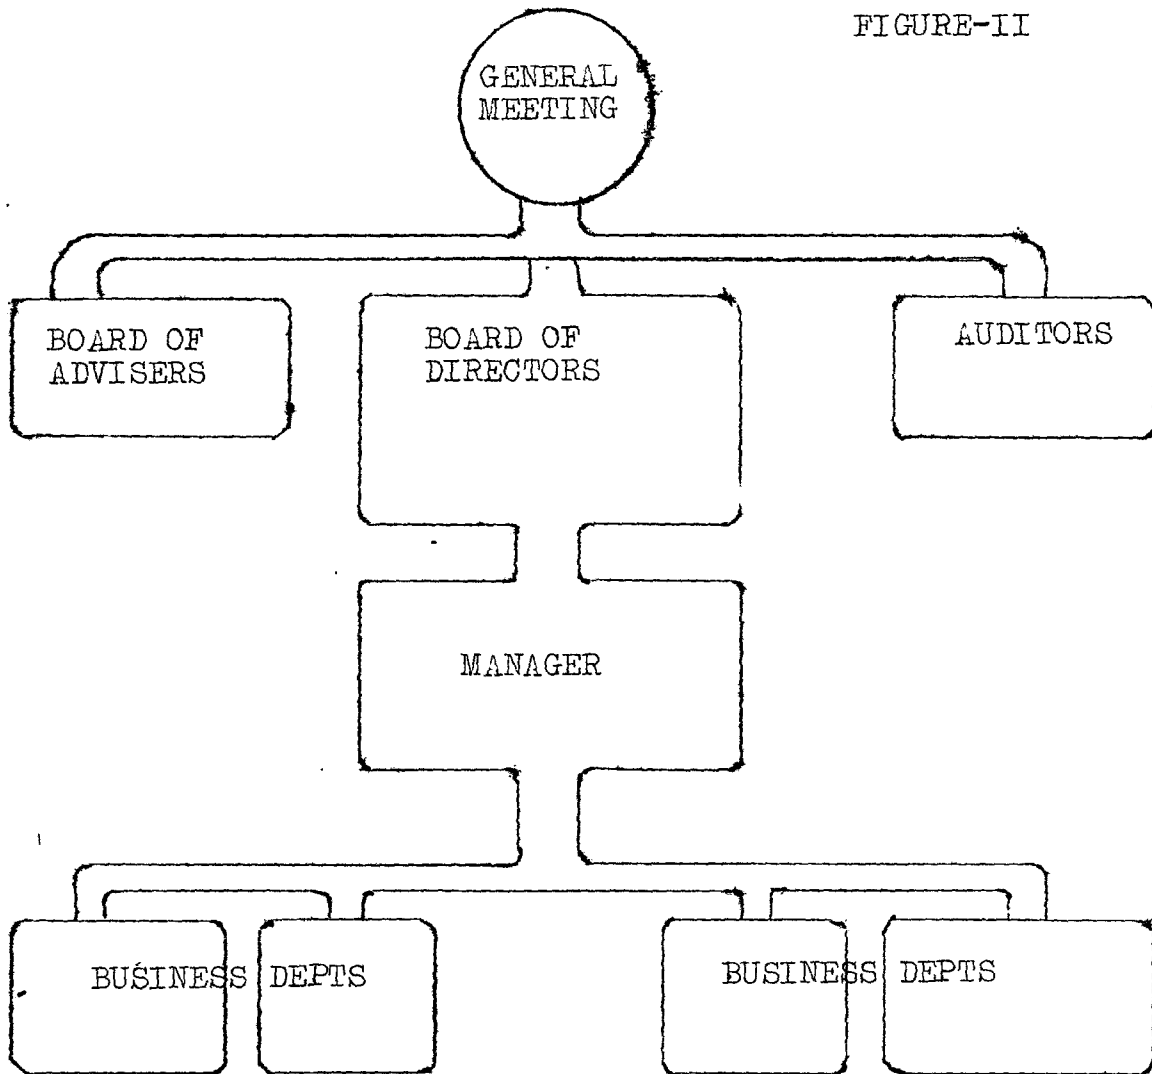 FIGURE-II
GENERAL
MEETING
BOARD OF
ADVISERS
BOARD OF
DIRECTORS
AUDITORS
MANAGER
BUSINESS DEPTS
BUSINESS DEPTS